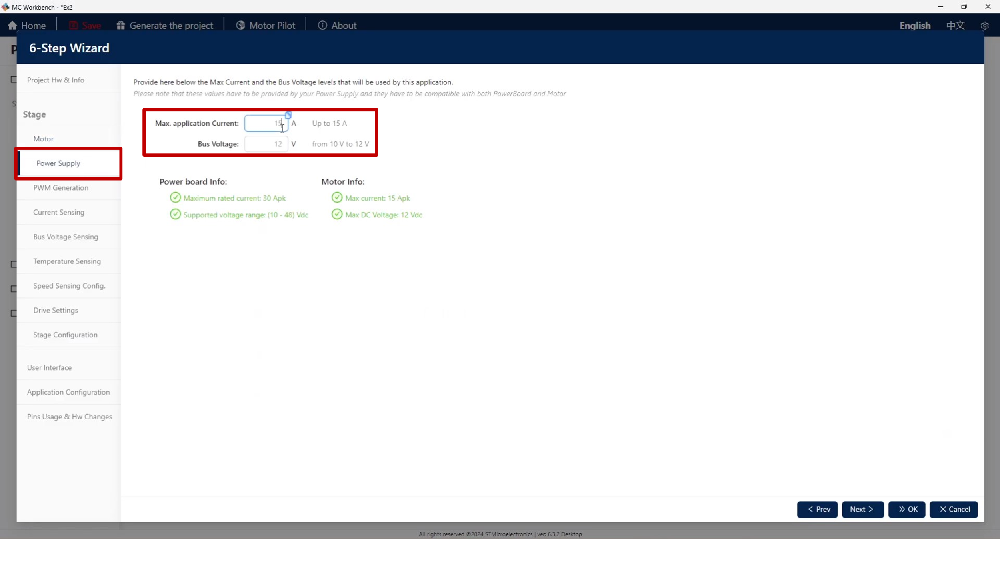 MC Workbench - *Ex2
Home
Save
Generate the project
Motor Pilot
About
English
中文
6-Step Wizard
Project Hw & Info
Stage
Motor
Power Supply
PWM Generation
Current Sensing
Bus Voltage Sensing
Temperature Sensing
Speed Sensing Config.
Drive Settings
Stage Configuration
User Interface
Application Configuration
Pins Usage & Hw Changes
Provide here below the Max Current and the Bus Voltage levels that will be used by this application.
Please note that these values have to be provided by your Power Supply and they have to be compatible with both PowerBoard and Motor
Max. application Current: 15 A Up to 15 A
Bus Voltage: 12 V from 10 V to 12 V
Power board Info:
Maximum rated current: 30 Apk
Supported voltage range: (10 - 48) Vdc
Motor Info:
Max current: 15 Apk
Max DC Voltage: 12 Vdc
< Prev
Next >
OK
Cancel
All rights reserved ©2024 STMicroelectronics | ver: 6.3.2 Desktop